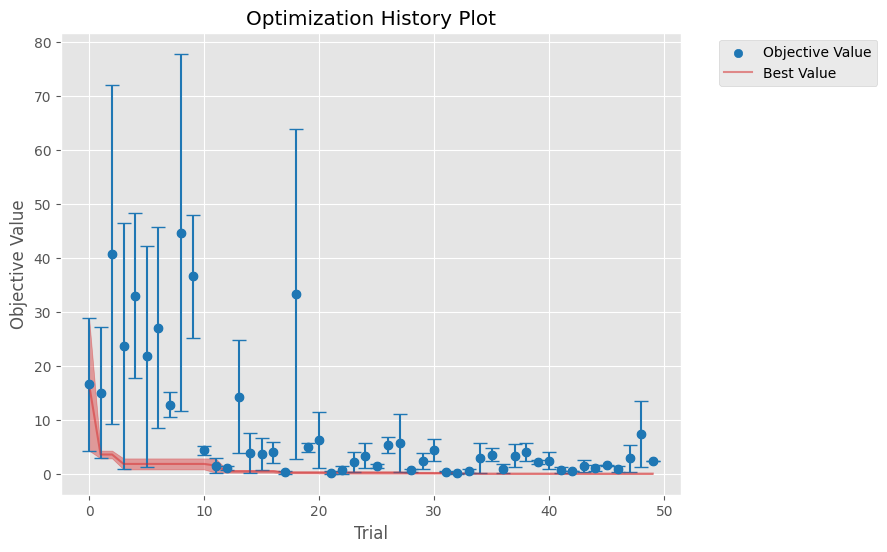 Optimization History Plot
Objective Value
Best Value
80
70
60
50
40
30
20
10
0
Objective Value
0 10 20 30 40 50
Trial